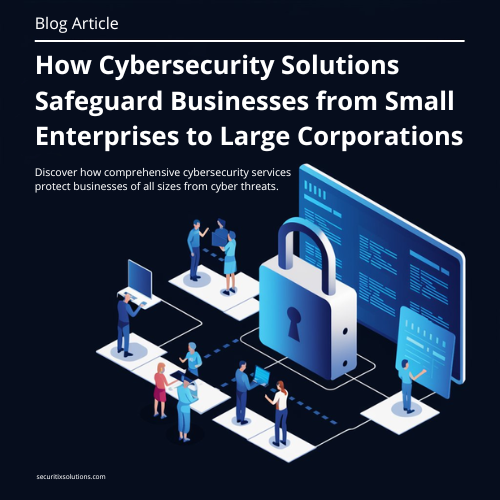 Blog Article
How Cybersecurity Solutions
Safeguard Businesses from Small
Enterprises to Large Corporations
Discover how comprehensive cybersecurity services
protect businesses of all sizes from cyber threats.
securitixsolutions.com